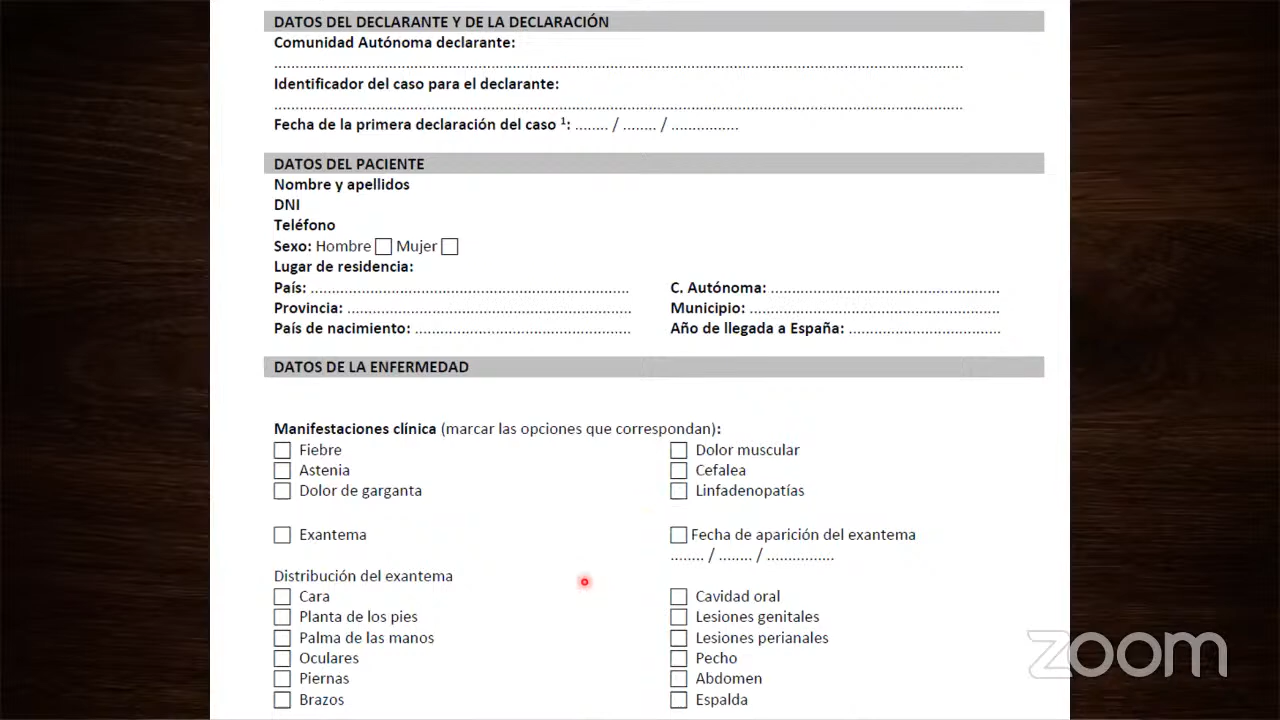 DATOS DEL DECLARANTE Y DE LA DECLARACIÓN
Comunidad Autónoma declarante:
....................................................................................................................................................................
Identificador del caso para el declarante:
....................................................................................................................................................................
Fecha de la primera declaración del caso ¹: ........ / ........ / ................
DATOS DEL PACIENTE
Nombre y apellidos
DNI
Teléfono
Sexo: Hombre Mujer
Lugar de residencia:
País: ............................................................................ C. Autónoma: .......................................................
Provincia: .................................................................... Municipio: ............................................................
País de nacimiento: .................................................... Año de llegada a España: ....................................
DATOS DE LA ENFERMEDAD
Manifestaciones clínica (marcar las opciones que correspondan):
Fiebre Dolor muscular
Astenia Cefalea
Dolor de garganta Linfadenopatías
Exantema Fecha de aparición del exantema
........ / ........ / ................
Distribución del exantema
Cara Cavidad oral
Planta de los pies Lesiones genitales
Palma de las manos Lesiones perianales
Oculares Pecho
Piernas Abdomen
Brazos Espalda
zoom